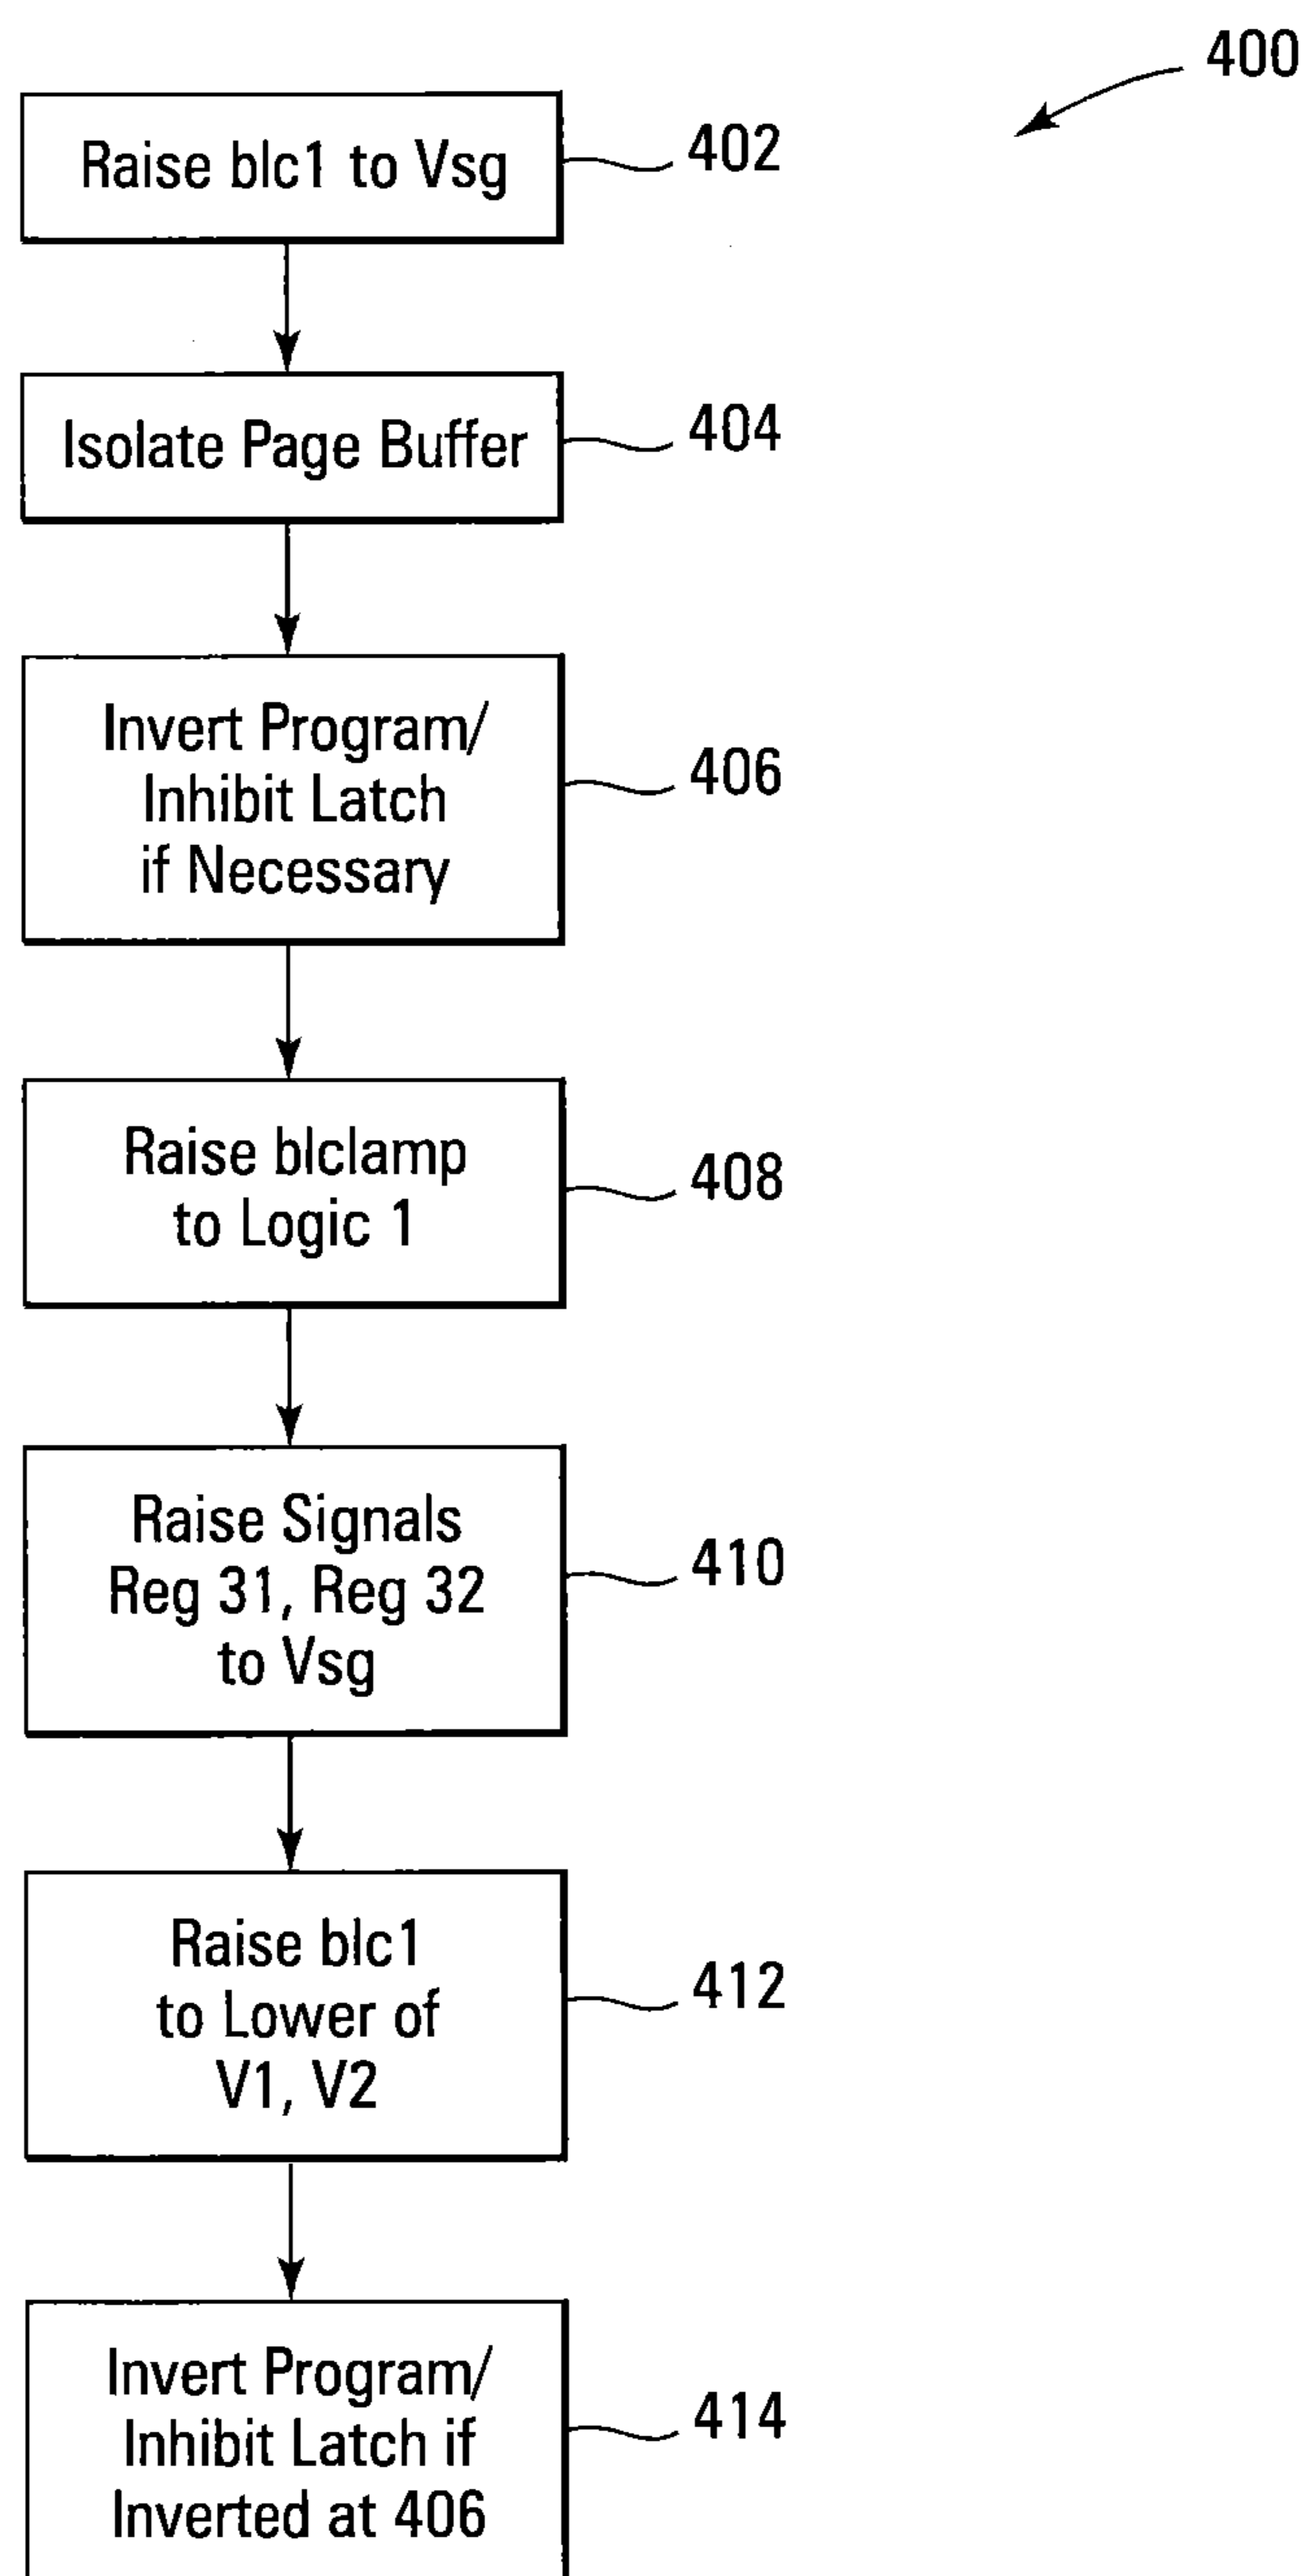 400
Raise blc1 to Vsg
402
Isolate Page Buffer
404
Invert Program/
Inhibit Latch
if Necessary
406
Raise blclamp
to Logic 1
408
Raise Signals
Reg 31, Reg 32
to Vsg
410
Raise blc1
to Lower of
V1, V2
412
Invert Program/
Inhibit Latch if
Inverted at 406
414